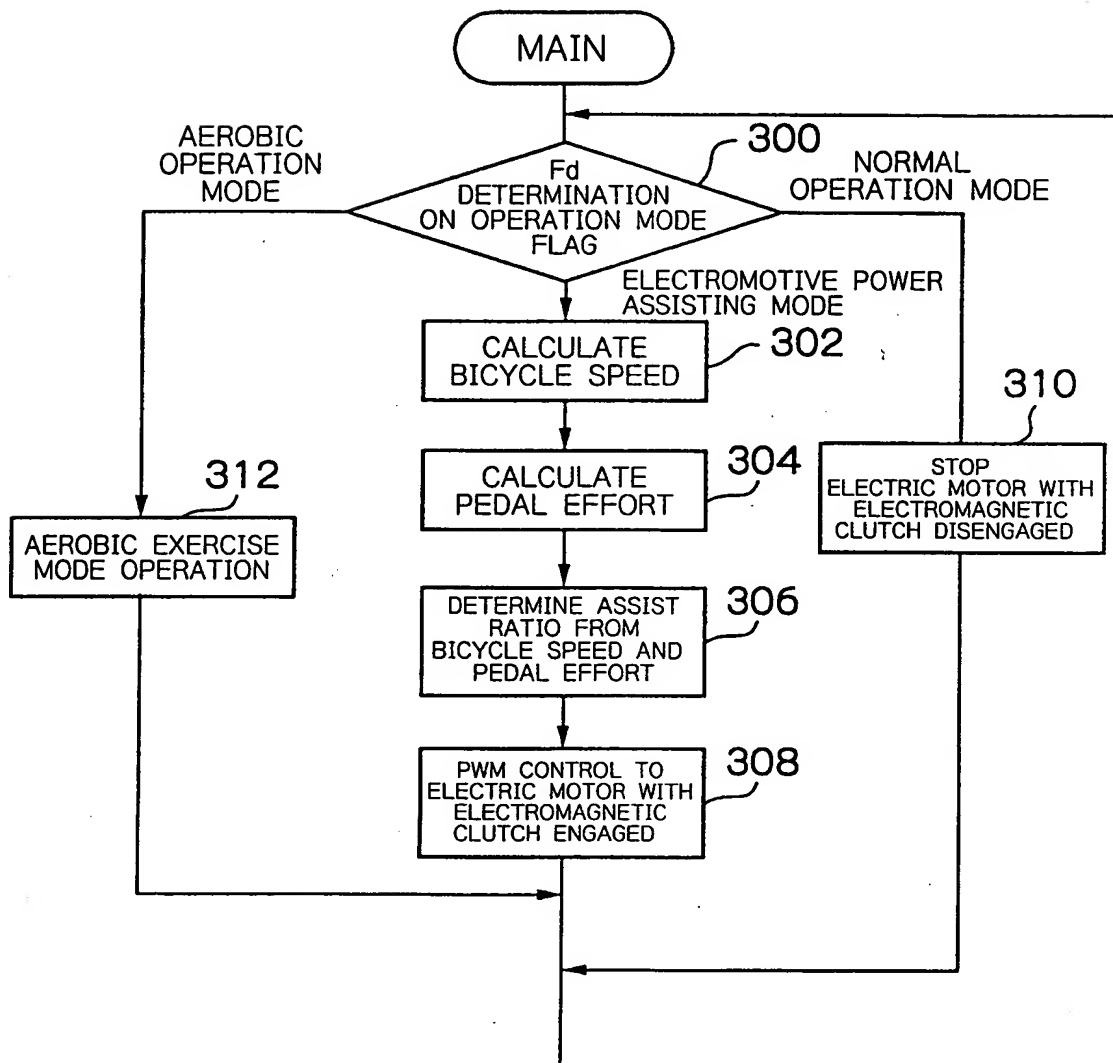 MAIN
AEROBIC
OPERATION
MODE
300
Fd
DETERMINATION
ON OPERATION MODE
FLAG
NORMAL
OPERATION MODE
ELECTROMOTIVE POWER
ASSISTING MODE
CALCULATE
BICYCLE SPEED
302
310
STOP
ELECTRIC MOTOR WITH
ELECTROMAGNETIC
CLUTCH DISENGAGED
CALCULATE
PEDAL EFFORT
304
312
AEROBIC EXERCISE
MODE OPERATION
DETERMINE ASSIST
RATIO FROM
BICYCLE SPEED AND
PEDAL EFFORT
306
PWM CONTROL TO
ELECTRIC MOTOR WITH
ELECTROMAGNETIC
CLUTCH ENGAGED
308